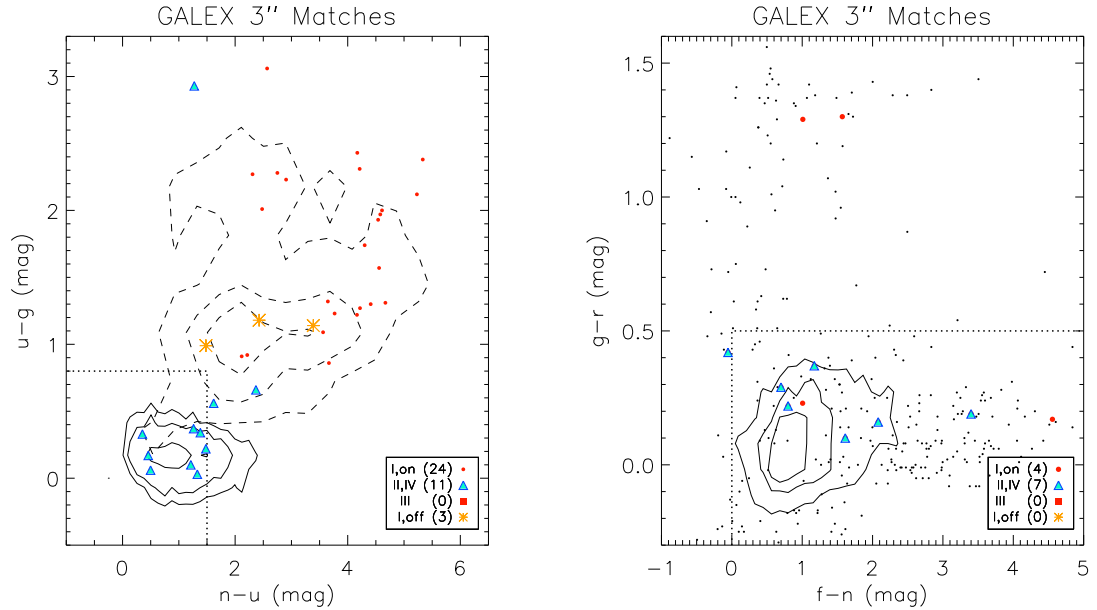 GALEX 3″ Matches
3
2
1
0
u−g (mag)
0 2 4 6
n−u (mag)
I,on (24)
II,IV (11)
III (0)
I,off (3)
GALEX 3″ Matches
1.5
1.0
0.5
0.0
g−r (mag)
−1 0 1 2 3 4 5
f−n (mag)
I,on (4)
II,IV (7)
III (0)
I,off (0)